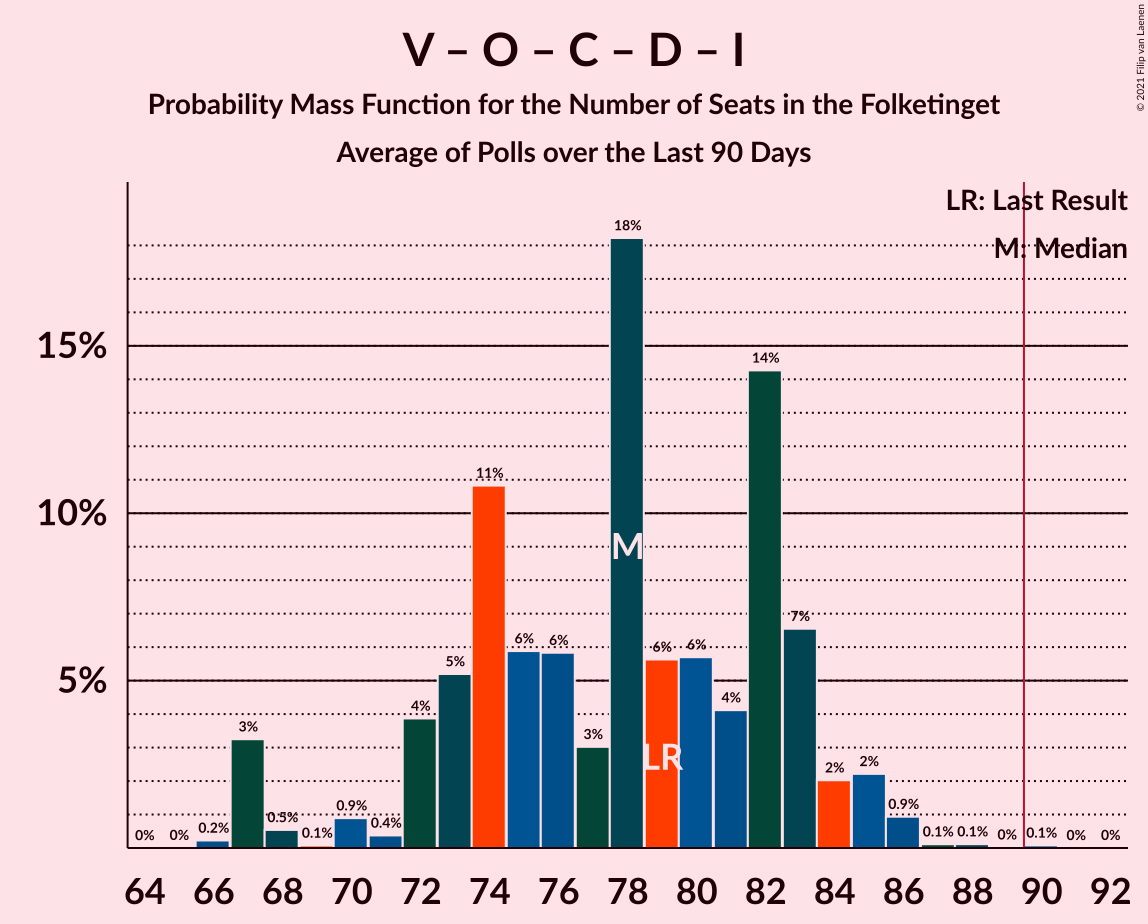 V – O – C – D – I
Probability Mass Function for the Number of Seats in the Folketinget
Average of Polls over the Last 90 Days
© 2021 Filip van Laenen
LR: Last Result
M: Median
15%
10%
5%
0% 0% 0.2% 3% 0.5% 0.1% 0.9% 0.4% 4% 5% 11% 6% 6% 3% 18% 6% 6% 4% 14% 7% 2% 2% 0.9% 0.1% 0.1% 0% 0.1% 0% 0%
M
LR
64 66 68 70 72 74 76 78 80 82 84 86 88 90 92